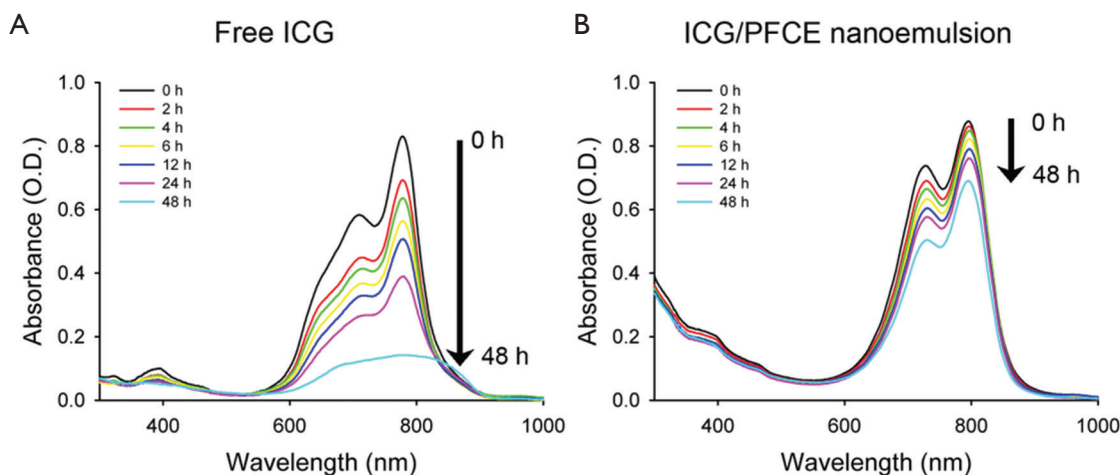 A
Free ICG
1.0
0.8
0.6
0.4
0.2
0.0
Absorbance (O.D.)
0 h
2 h
4 h
6 h
12 h
24 h
48 h
0 h
48 h
400
600
800
1000
Wavelength (nm)
B
ICG/PFCE nanoemulsion
1.0
0.8
0.6
0.4
0.2
0.0
Absorbance (O.D.)
0 h
2 h
4 h
6 h
12 h
24 h
48 h
0 h
48 h
400
600
800
1000
Wavelength (nm)